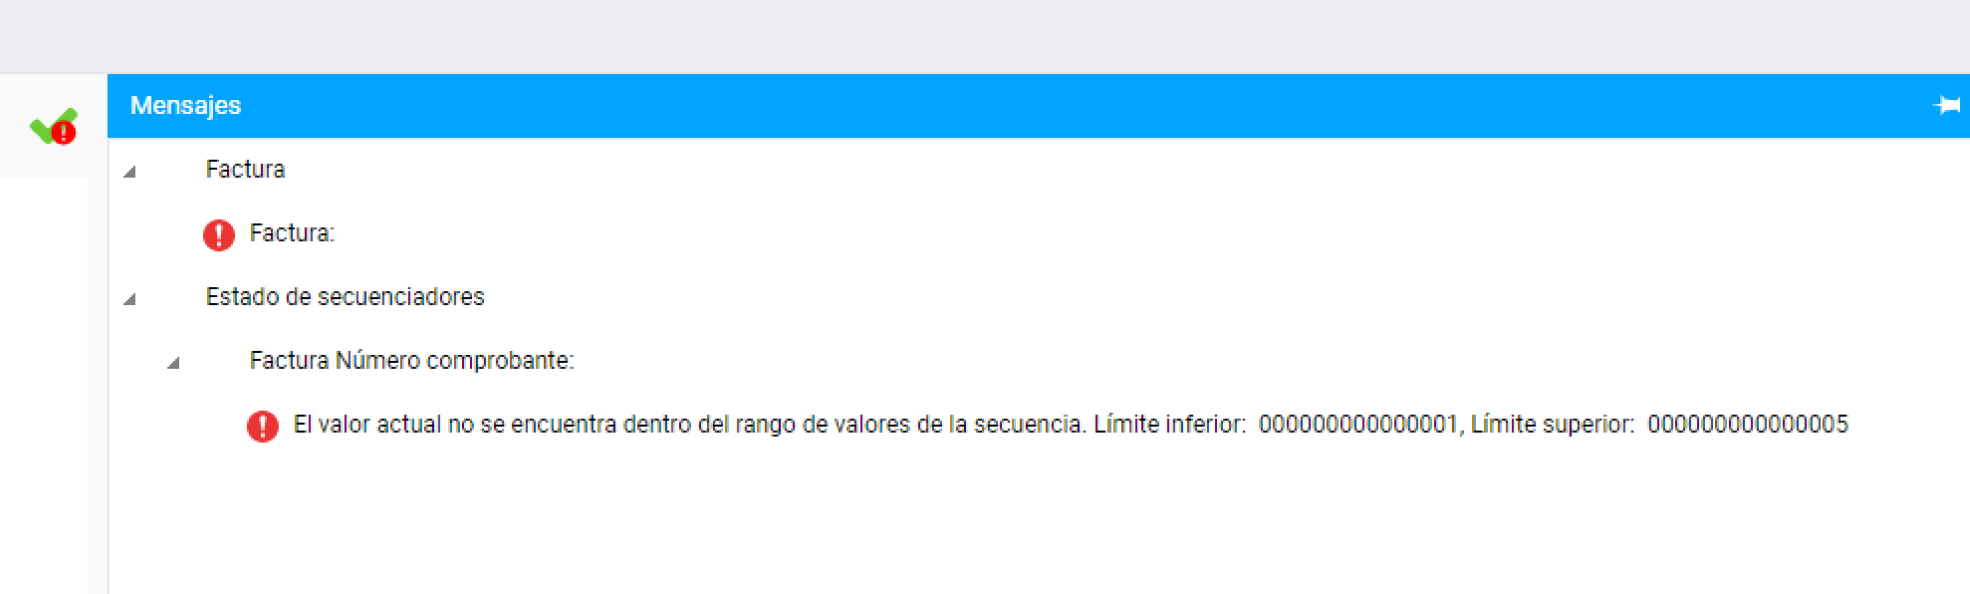 Mensajes
Factura
Factura:
Estado de secuenciadores
Factura Número comprobante:
El valor actual no se encuentra dentro del rango de valores de la secuencia. Límite inferior: 000000000000001, Límite superior: 000000000000005